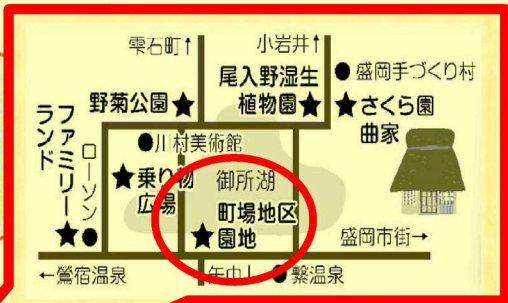 雫石町↑
小岩井↑
尾入野湿生
植物園★
●盛岡手づくり村
野菊公園★
★さくら園
曲家
ファミリー
ランド★
ローソン●
●川村美術館
★乗り物
広場
御所湖
町場地区
★園地
盛岡市街→
←鶯宿温泉
●繋温泉